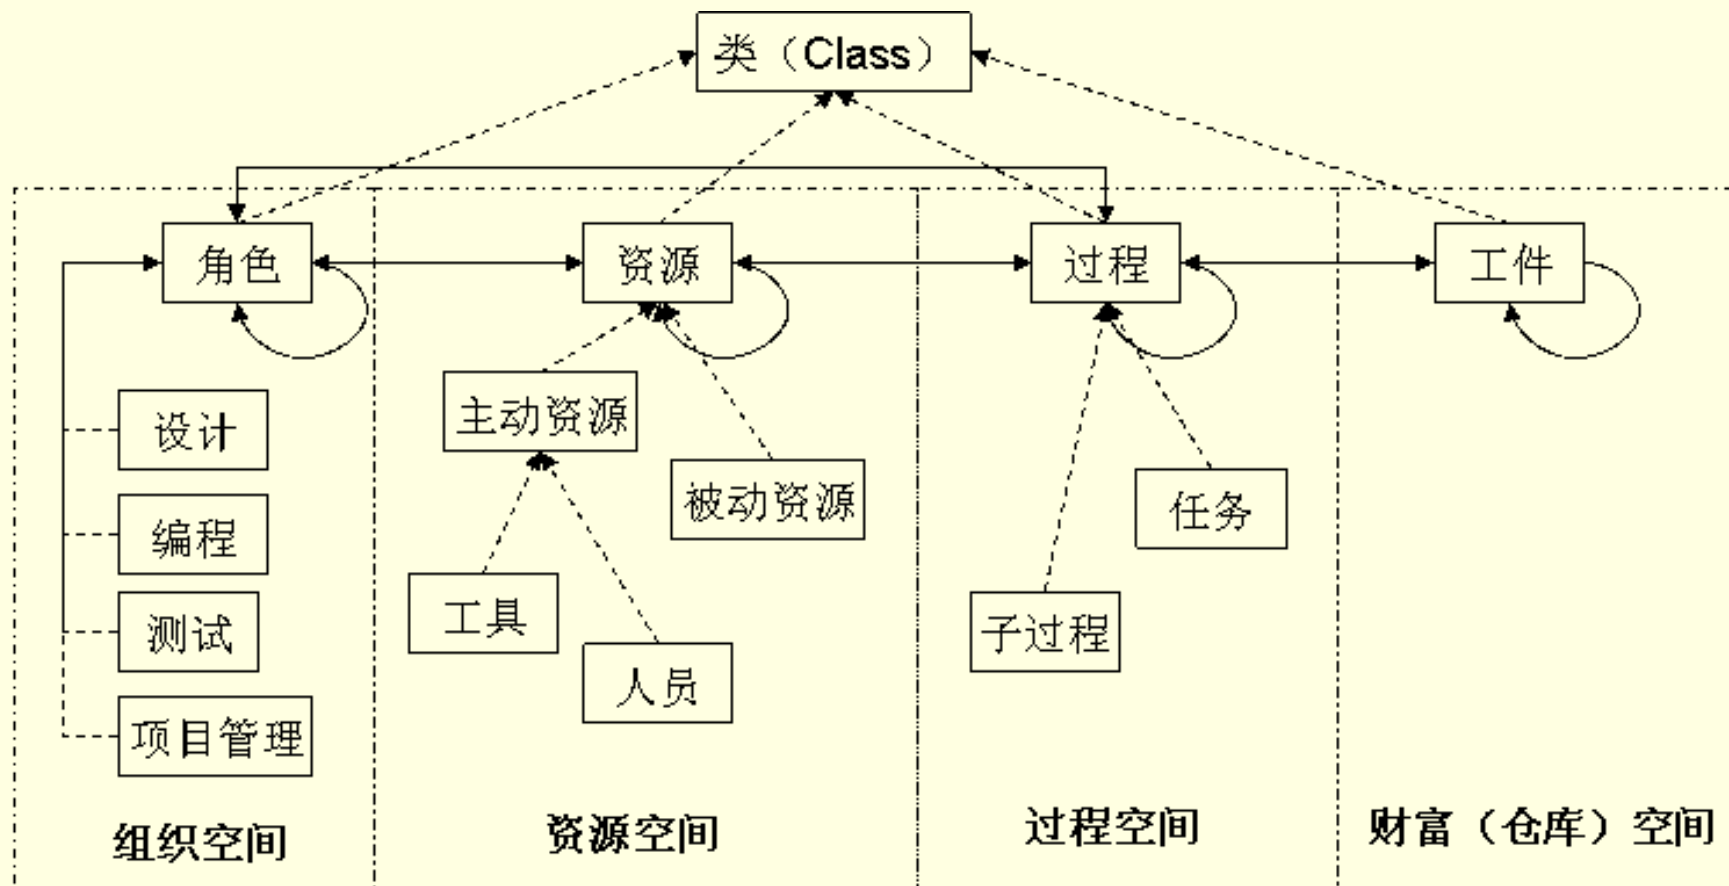 类（Class）
角色
资源
过程
工件
设计
主动资源
被动资源
任务
编程
工具
子过程
测试
人员
项目管理
组织空间
资源空间
过程空间
财富（仓库）空间